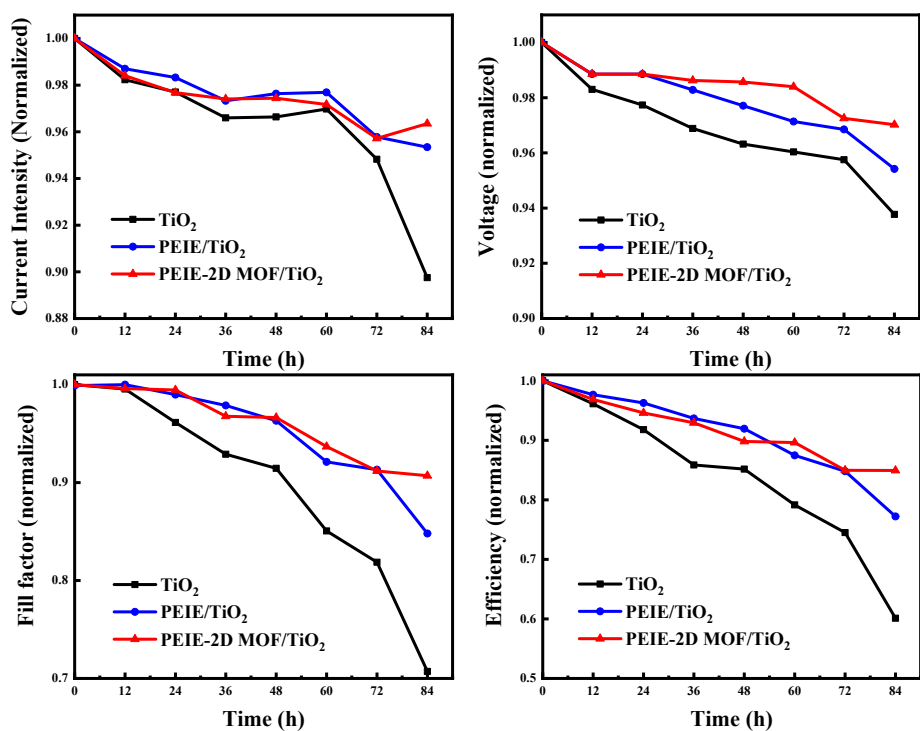 Current Intensity (Normalized)
1.00
0.98
0.96
0.94
0.92
0.90
0.88
TiO₂
PEIE/TiO₂
PEIE-2D MOF/TiO₂
0 12 24 36 48 60 72 84
Time (h)
Voltage (normalized)
1.00
0.98
0.96
0.94
0.92
0.90
TiO₂
PEIE/TiO₂
PEIE-2D MOF/TiO₂
0 12 24 36 48 60 72 84
Time (h)
Fill factor (normalized)
1.0
0.9
0.8
0.7
TiO₂
PEIE/TiO₂
PEIE-2D MOF/TiO₂
0 12 24 36 48 60 72 84
Time (h)
Efficiency (normalized)
1.0
0.9
0.8
0.7
0.6
0.5
TiO₂
PEIE/TiO₂
PEIE-2D MOF/TiO₂
0 12 24 36 48 60 72 84
Time (h)